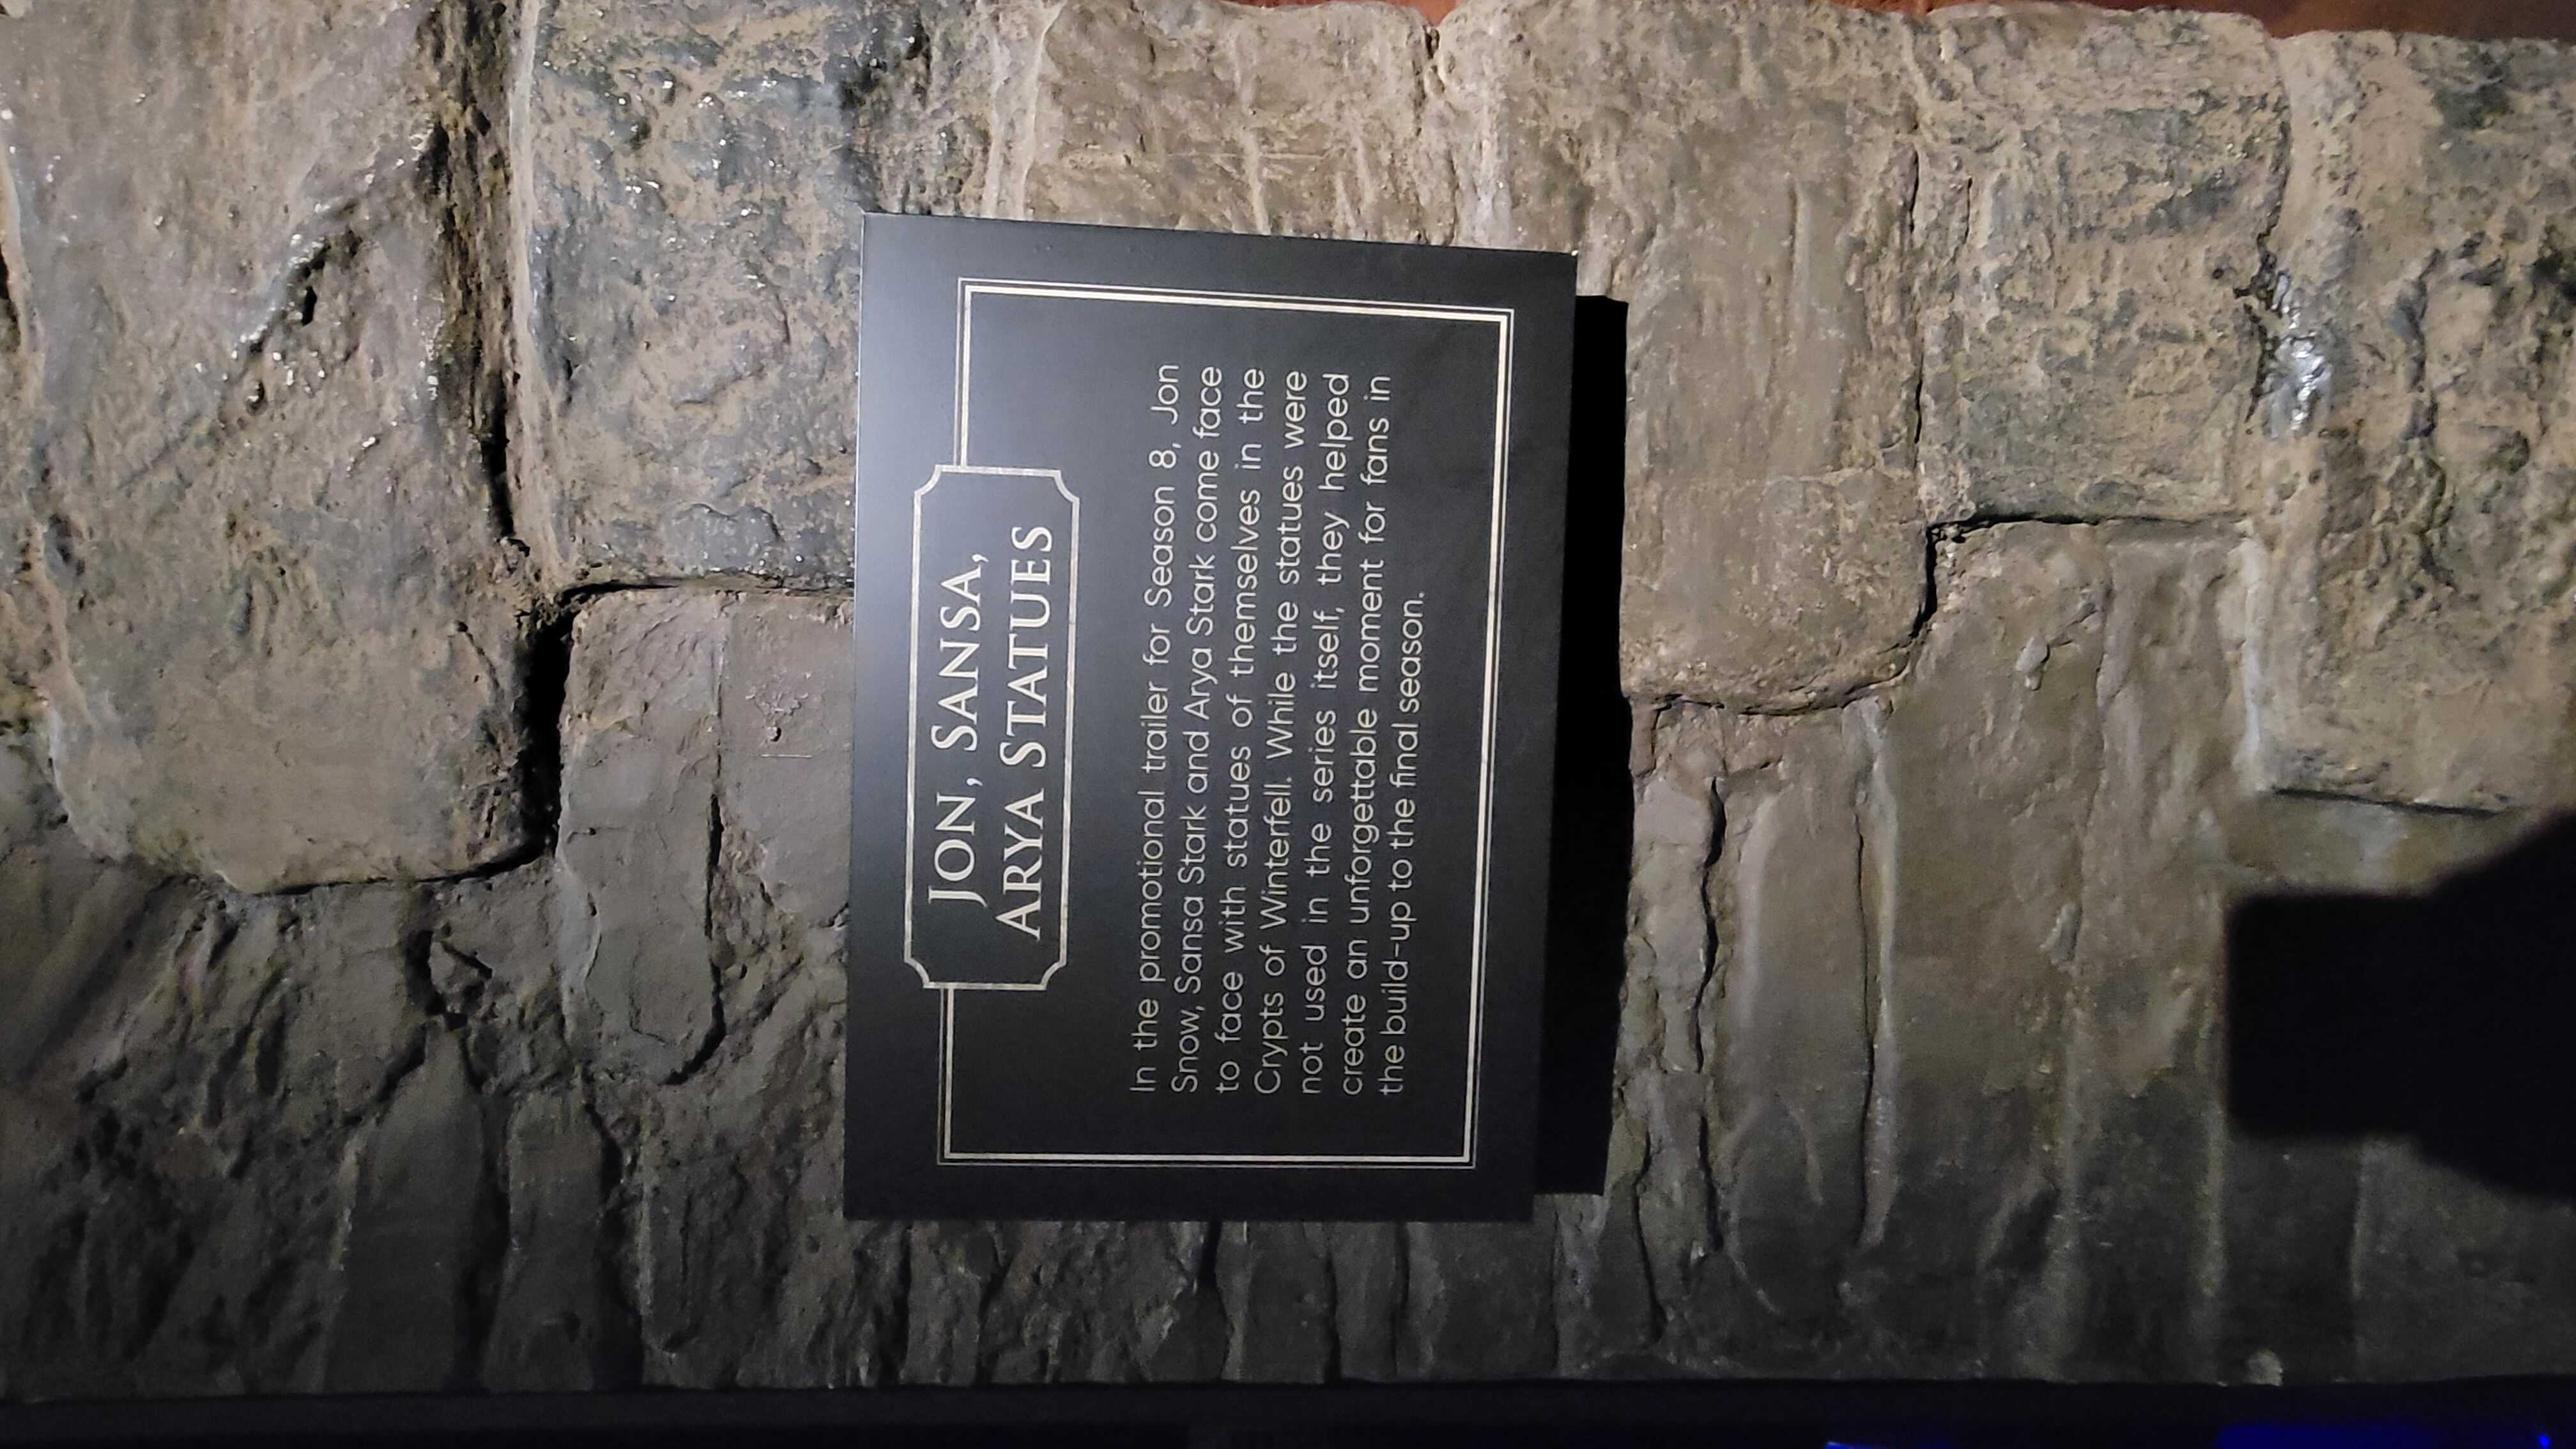 JON, SANSA,
ARYA STATUES
In the promotional trailer for Season 8, Jon
Snow, Sansa Stark and Arya Stark come face
to face with statues of themselves in the
Crypts of Winterfell. While the statues were
not used in the series itself, they helped
create an unforgettable moment for fans in
the build-up to the final season.